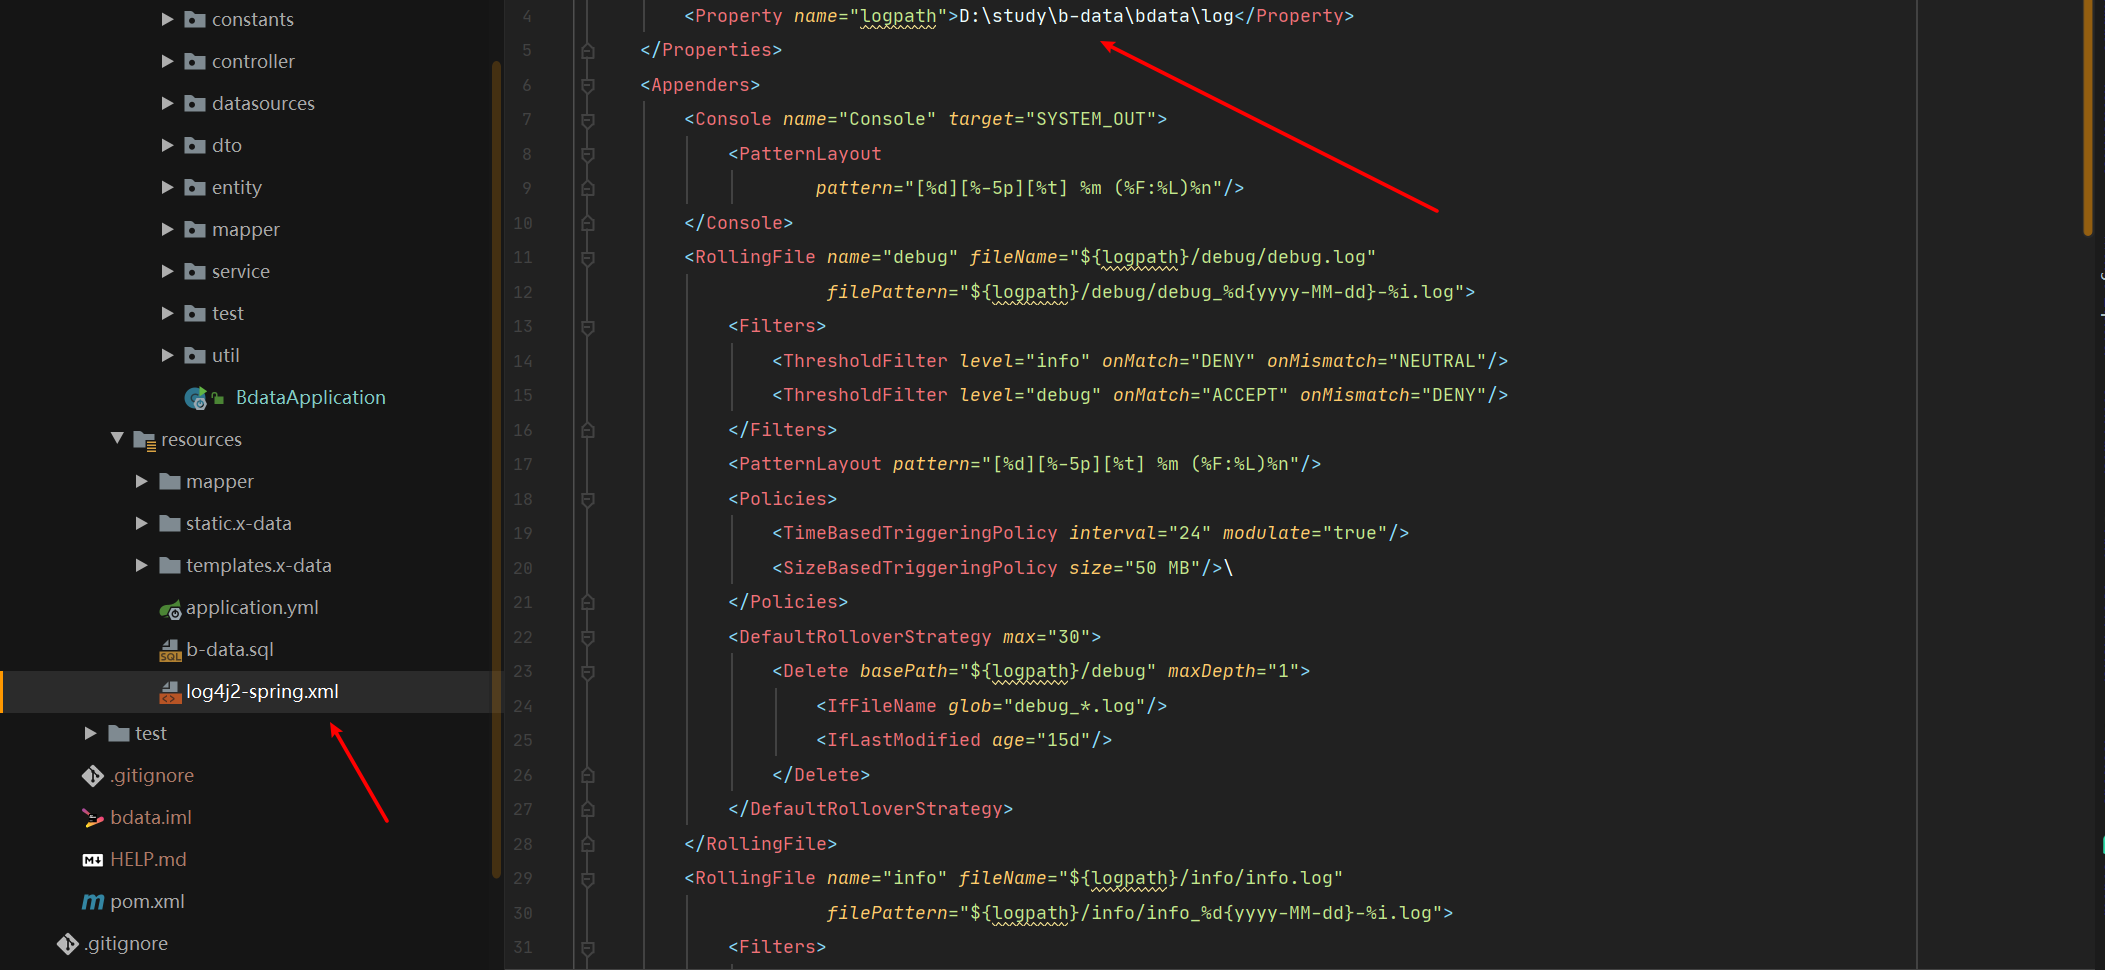 constants
controller
datasources
dto
entity
mapper
service
test
util
BdataApplication
resources
mapper
static.x-data
templates.x-data
application.yml
b-data.sql
log4j2-spring.xml
test
.gitignore
bdata.iml
HELP.md
pom.xml
.gitignore
4 <Property name="logpath">D:\study\b-data\bdata\log</Property>
5 </Properties>
6 <Appenders>
7 <Console name="Console" target="SYSTEM_OUT">
8 <PatternLayout
9 pattern="[%d][%-5p][%t] %m (%F:%L)%n"/>
10 </Console>
11 <RollingFile name="debug" fileName="${logpath}/debug/debug.log"
12 filePattern="${logpath}/debug/debug_%d{yyyy-MM-dd}-%i.log">
13 <Filters>
14 <ThresholdFilter level="info" onMatch="DENY" onMismatch="NEUTRAL"/>
15 <ThresholdFilter level="debug" onMatch="ACCEPT" onMismatch="DENY"/>
16 </Filters>
17 <PatternLayout pattern="[%d][%-5p][%t] %m (%F:%L)%n"/>
18 <Policies>
19 <TimeBasedTriggeringPolicy interval="24" modulate="true"/>
20 <SizeBasedTriggeringPolicy size="50 MB"/>\
21 </Policies>
22 <DefaultRolloverStrategy max="30">
23 <Delete basePath="${logpath}/debug" maxDepth="1">
24 <IfFileName glob="debug_*.log"/>
25 <IfLastModified age="15d"/>
26 </Delete>
27 </DefaultRolloverStrategy>
28 </RollingFile>
29 <RollingFile name="info" fileName="${logpath}/info/info.log"
30 filePattern="${logpath}/info/info_%d{yyyy-MM-dd}-%i.log">
31 <Filters>